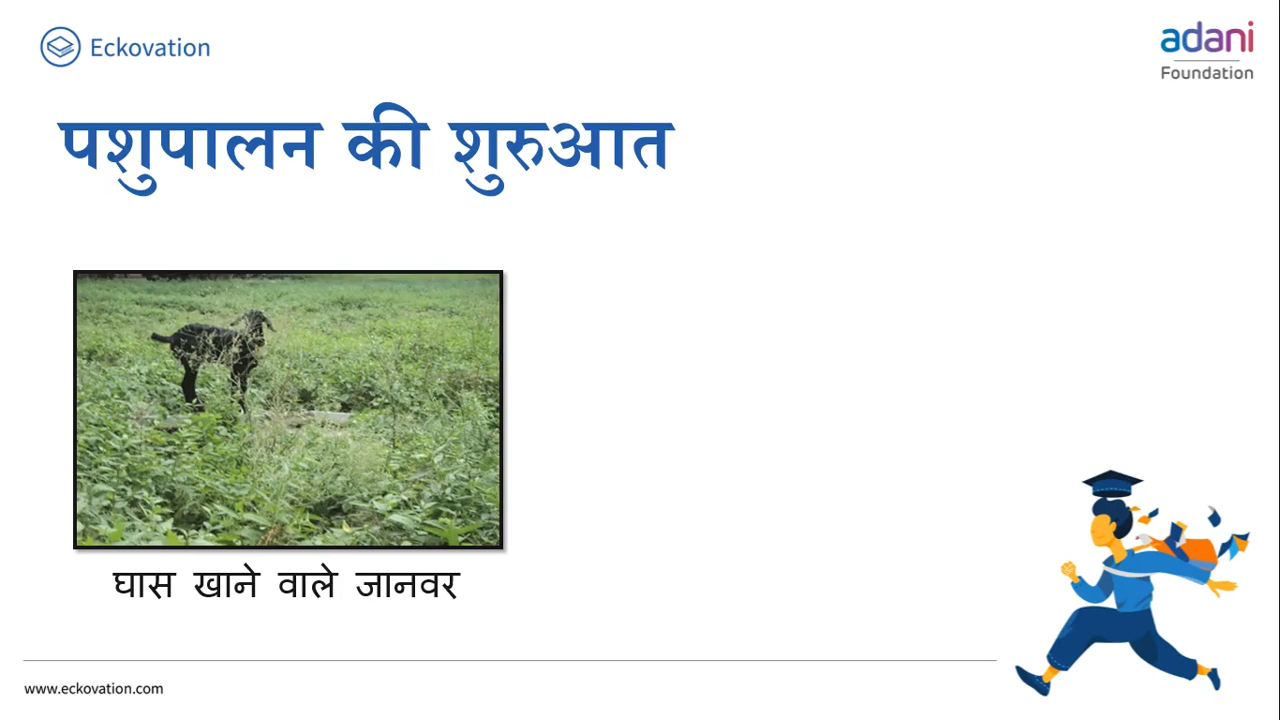 Eckovation
adani
Foundation
पशुपालन की शुरुआत
घास खाने वाले जानवर
www.eckovation.com